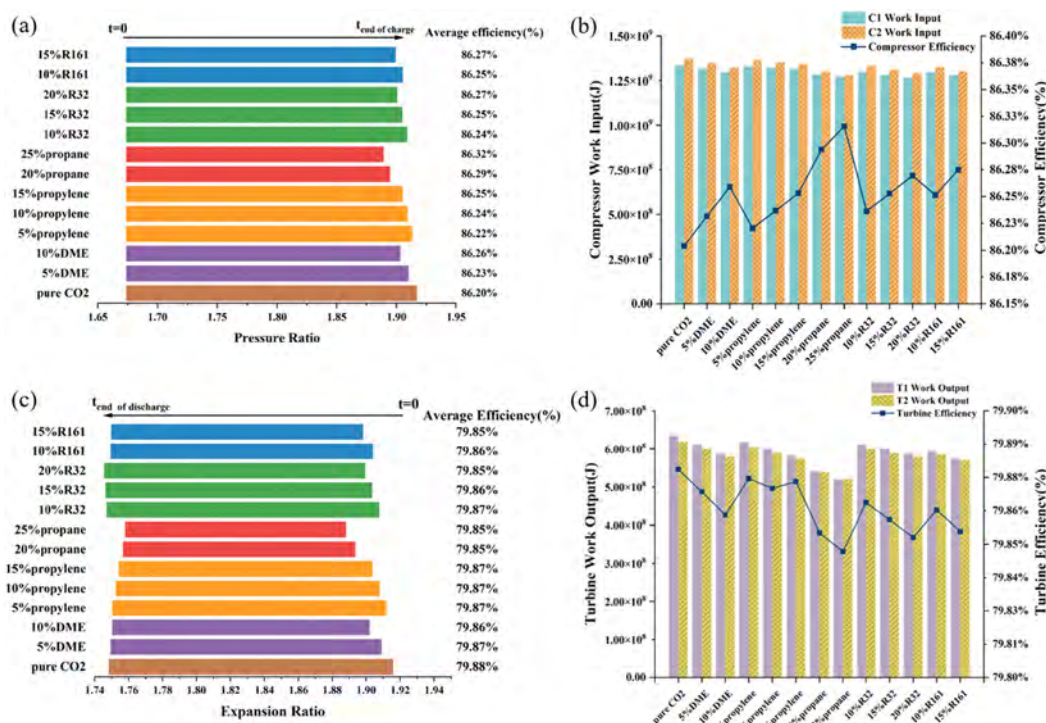 (a)
t=0
t end of charge
Average efficiency(%)
15%R161
86.27%
10%R161
86.25%
20%R32
86.27%
15%R32
86.25%
10%R32
86.24%
25%propane
86.32%
20%propane
86.29%
15%propylene
86.25%
10%propylene
86.24%
5%propylene
86.22%
10%DME
86.26%
5%DME
86.23%
pure CO2
86.20%
1.65
1.70
1.75
1.80
1.85
1.90
1.95
Pressure Ratio
(b)
C1 Work Input
C2 Work Input
Compressor Efficiency
1.50×10⁹
1.25×10⁹
1.00×10⁹
7.50×10⁸
5.00×10⁸
2.50×10⁸
0.00
Compressor Work Input(J)
86.40%
86.38%
86.35%
86.33%
86.30%
86.28%
86.25%
86.23%
86.20%
86.18%
86.15%
Compressor Efficiency(%)
pure CO2
5%DME
10%DME
5%propylene
10%propylene
15%propylene
20%propane
25%propane
10%R32
15%R32
20%R32
10%R161
15%R161
(c)
t end of discharge
t=0
Average Efficiency(%)
15%R161
79.85%
10%R161
79.86%
20%R32
79.85%
15%R32
79.86%
10%R32
79.87%
25%propane
79.85%
20%propane
79.85%
15%propylene
79.87%
10%propylene
79.87%
5%propylene
79.87%
10%DME
79.86%
5%DME
79.87%
pure CO2
79.88%
1.74
1.76
1.78
1.80
1.82
1.84
1.86
1.88
1.90
1.92
1.94
Expansion Ratio
(d)
T1 Work Output
T2 Work Output
Turbine Efficiency
7.00×10⁸
6.00×10⁸
5.00×10⁸
4.00×10⁸
3.00×10⁸
2.00×10⁸
1.00×10⁸
0.00
Turbine Work Output(J)
79.90%
79.89%
79.88%
79.86%
79.85%
79.84%
79.83%
79.81%
79.80%
Turbine Efficiency(%)
pure CO2
5%DME
10%DME
propylene
propylene
propylene
%propane
%propane
10%R32
15%R32
20%R32
10%R161
15%R161